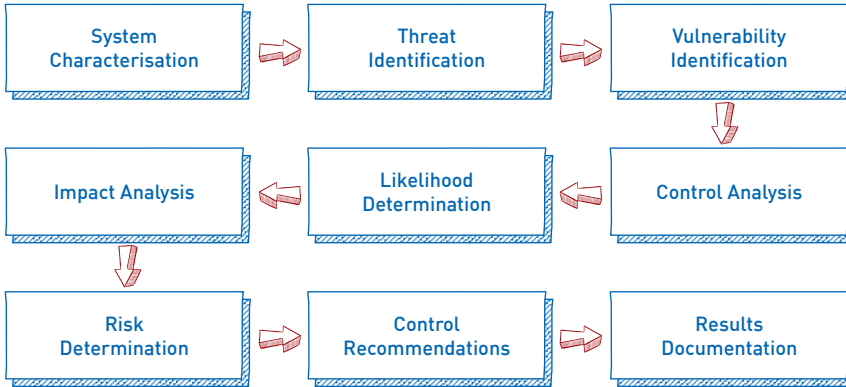 System
Characterisation
Threat
Identification
Vulnerability
Identification
Control Analysis
Likelihood
Determination
Impact Analysis
Risk
Determination
Control
Recommendations
Results
Documentation